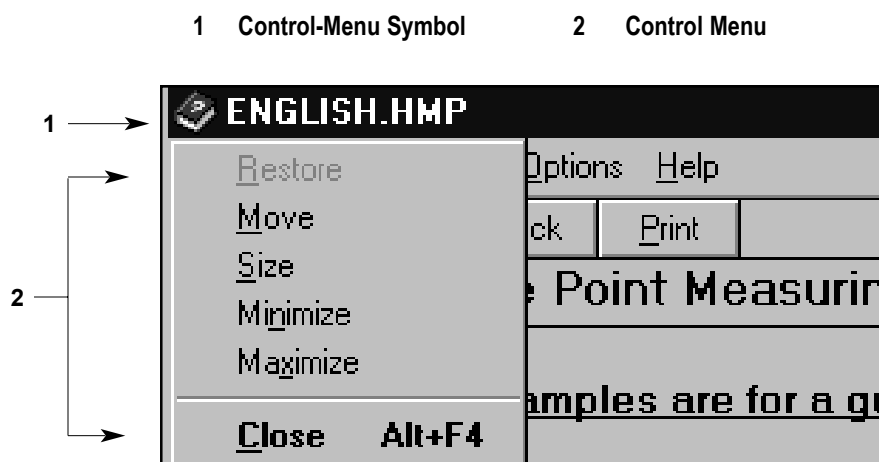 1 Control-Menu Symbol 2 Control Menu
1 ENGLISH.HMP
Restore Options Help
Move ck Print
Size
2 Point Measurin
Minimize
Maximize
amples are for a
Close Alt+F4